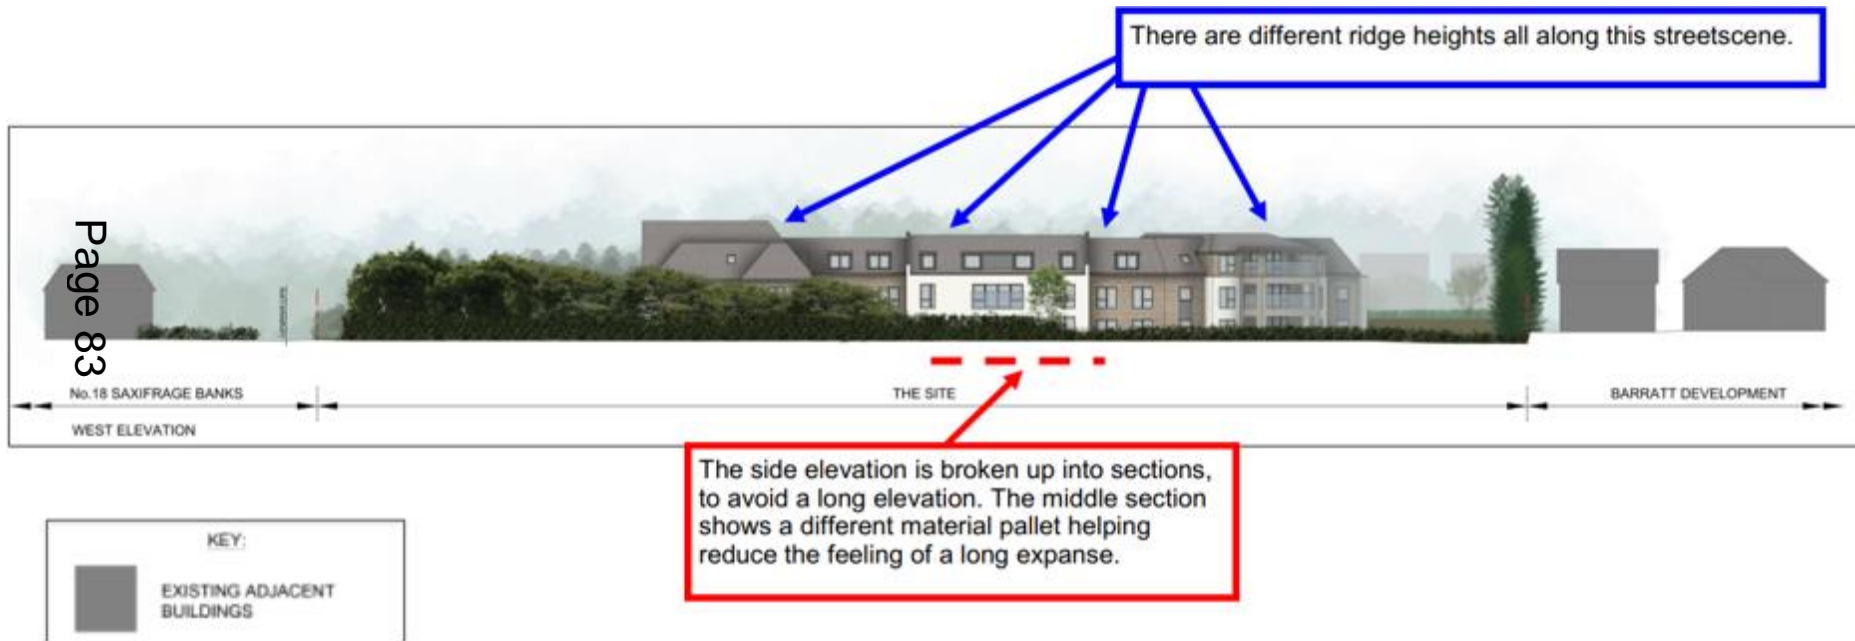 There are different ridge heights all along this streetscene.
Page 83
No.18 SAXIFRAGE BANKS
THE SITE
BARRATT DEVELOPMENT
WEST ELEVATION
The side elevation is broken up into sections,
to avoid a long elevation. The middle section
shows a different material pallet helping
reduce the feeling of a long expanse.
KEY:
EXISTING ADJACENT
BUILDINGS